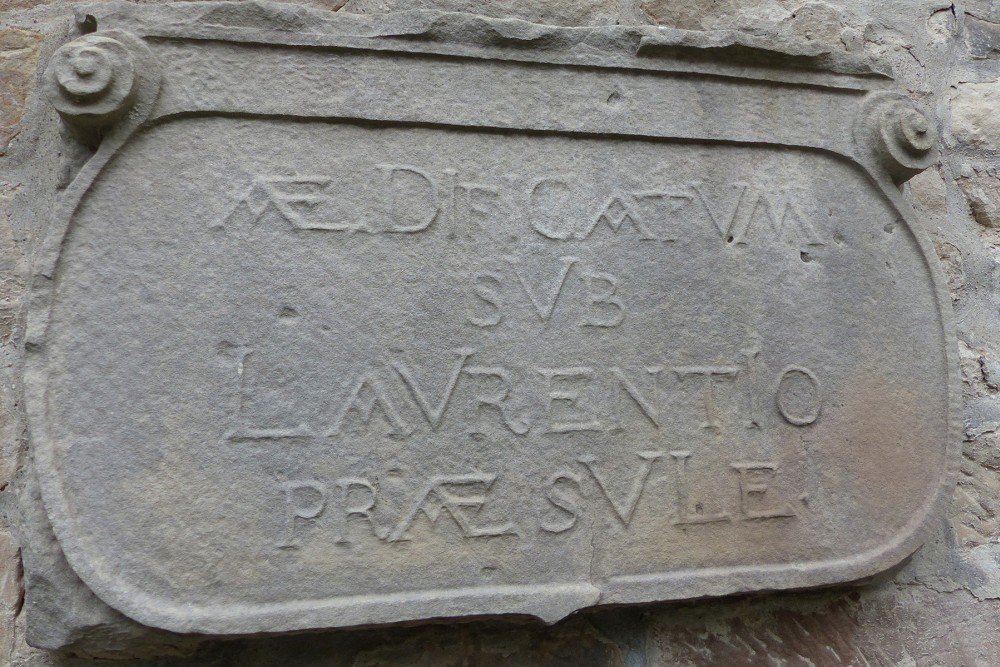 ÆDIFICATVM
SVB
LAVRENTIO
PRÆSVLE